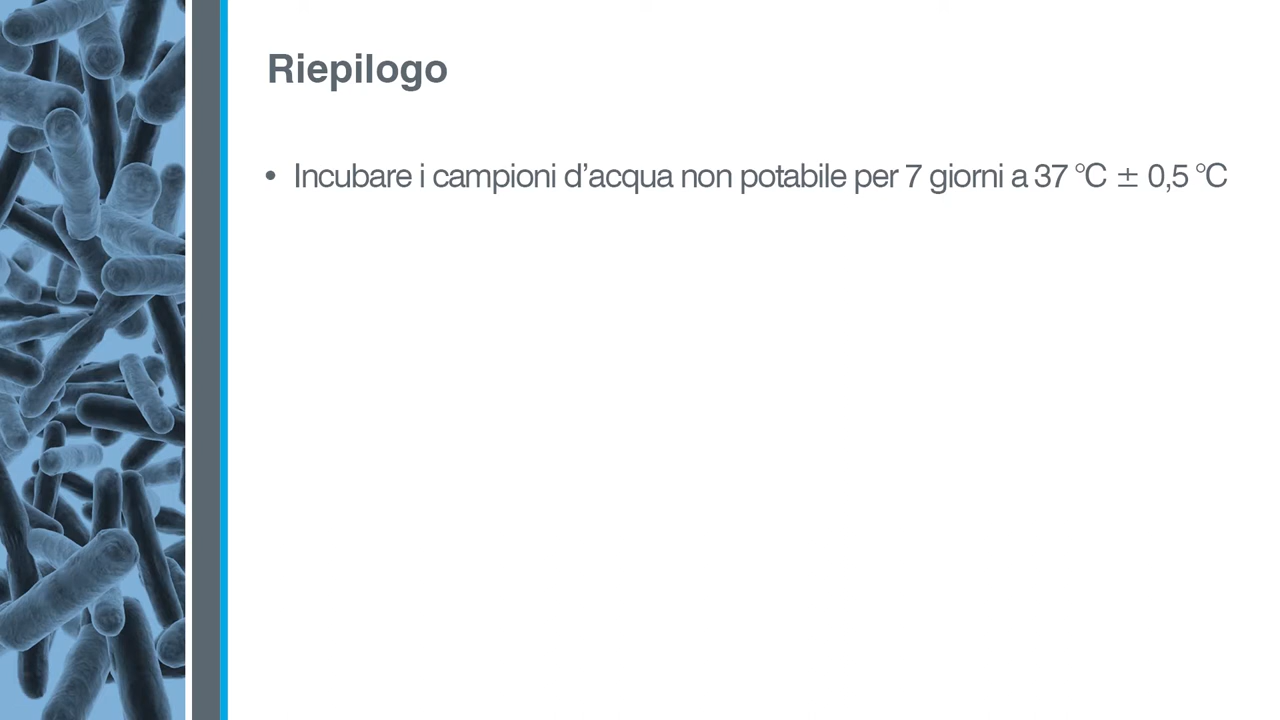 Riepilogo
• Incubare i campioni d’acqua non potabile per 7 giorni a 37 °C ± 0,5 °C